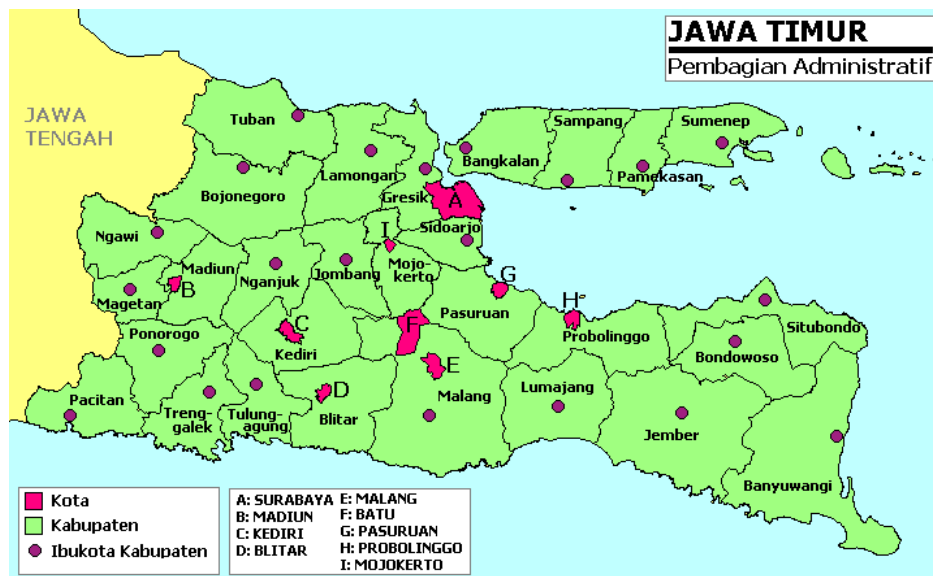 JAWA TIMUR
Pembagian Administratif
JAWA
TENGAH
Tuban
Sampang
Sumenep
Bangkalan
Lamongan
Pamekasan
Bojonegoro
Gresik
A
Sidoarjo
I
Ngawi
Madiun
Mojo-
kerto
Nganjuk
Jombang
G
B
Magetan
H
Pasuruan
Ponorogo
C
F
Probolinggo
Situbondo
Kediri
Bondowoso
E
Pacitan
D
Lumajang
Malang
Treng-
galek
Tulung-
agung
Blitar
Jember
Banyuwangi
Kota
Kabupaten
Ibukota Kabupaten
A: SURABAYA
B: MADIUN
C: KEDIRI
D: BLITAR
E: MALANG
F: BATU
G: PASURUAN
H: PROBOLINGGO
I: MOJOKERTO